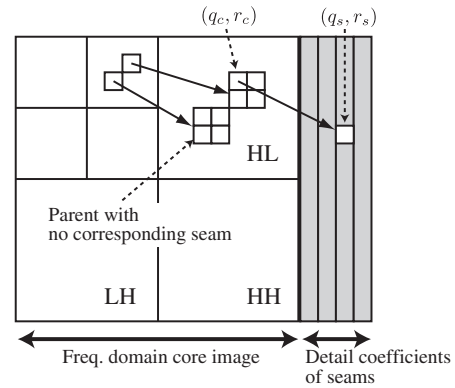 (q_c, r_c)
(q_s, r_s)
HL
Parent with
no corresponding seam
LH
HH
Freq. domain core image
Detail coefficients
of seams